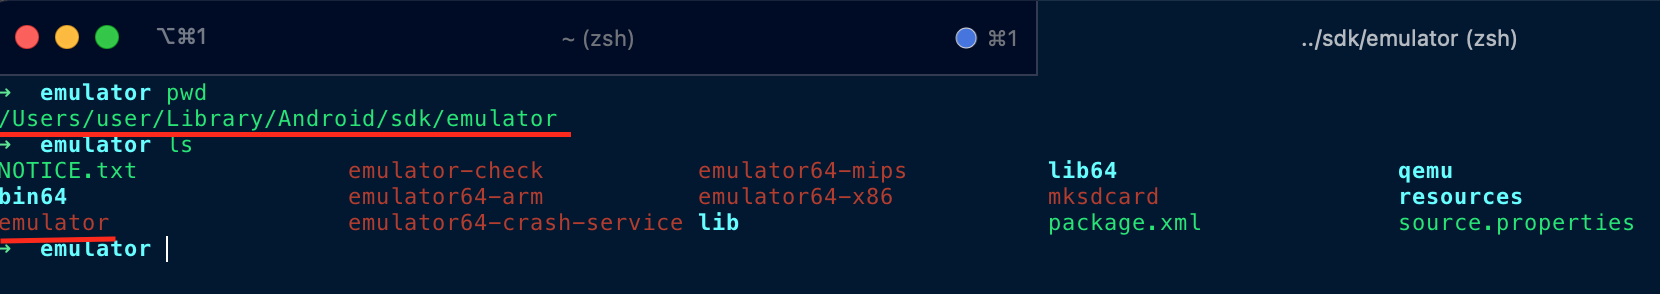 ⌥⌘1 ~ (zsh) ⌘1 ../sdk/emulator (zsh)
→ emulator pwd
/Users/user/Library/Android/sdk/emulator
→ emulator ls
NOTICE.txt emulator-check emulator64-mips lib64 qemu
bin64 emulator64-arm emulator64-x86 mksdcard resources
emulator emulator64-crash-service lib package.xml source.properties
→ emulator